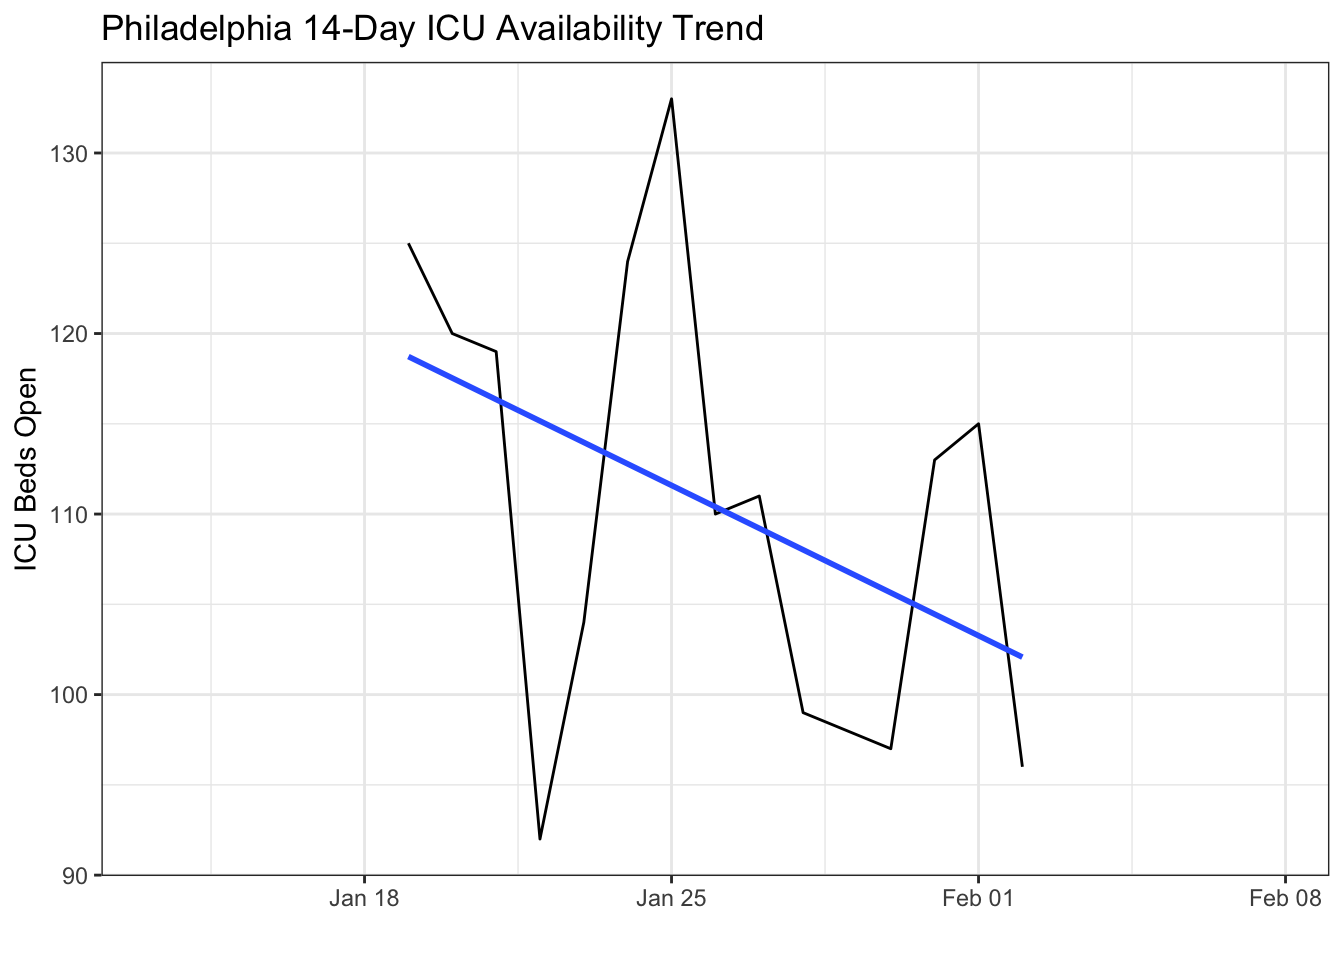 Philadelphia 14-Day ICU Availability Trend
130
120
110
100
90
ICU Beds Open
Jan 18
Jan 25
Feb 01
Feb 08